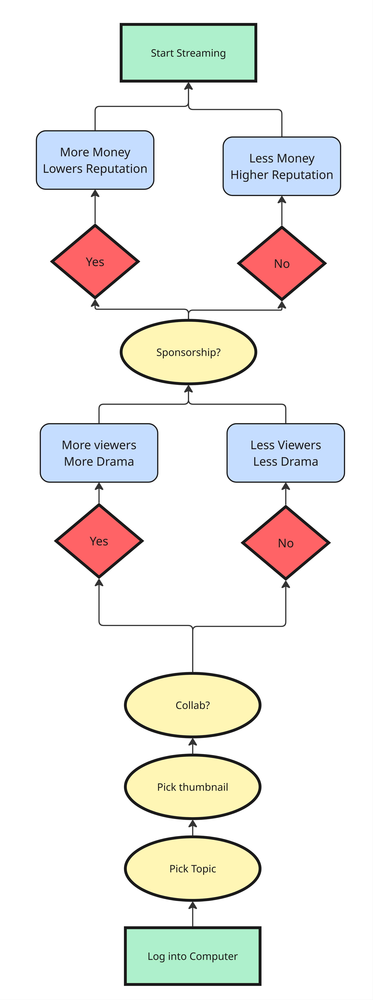 Start Streaming
More Money
Lowers Reputation
Less Money
Higher Reputation
Yes
No
Sponsorship?
More viewers
More Drama
Less Viewers
Less Drama
Yes
No
Collab?
Pick thumbnail
Pick Topic
Log into Computer